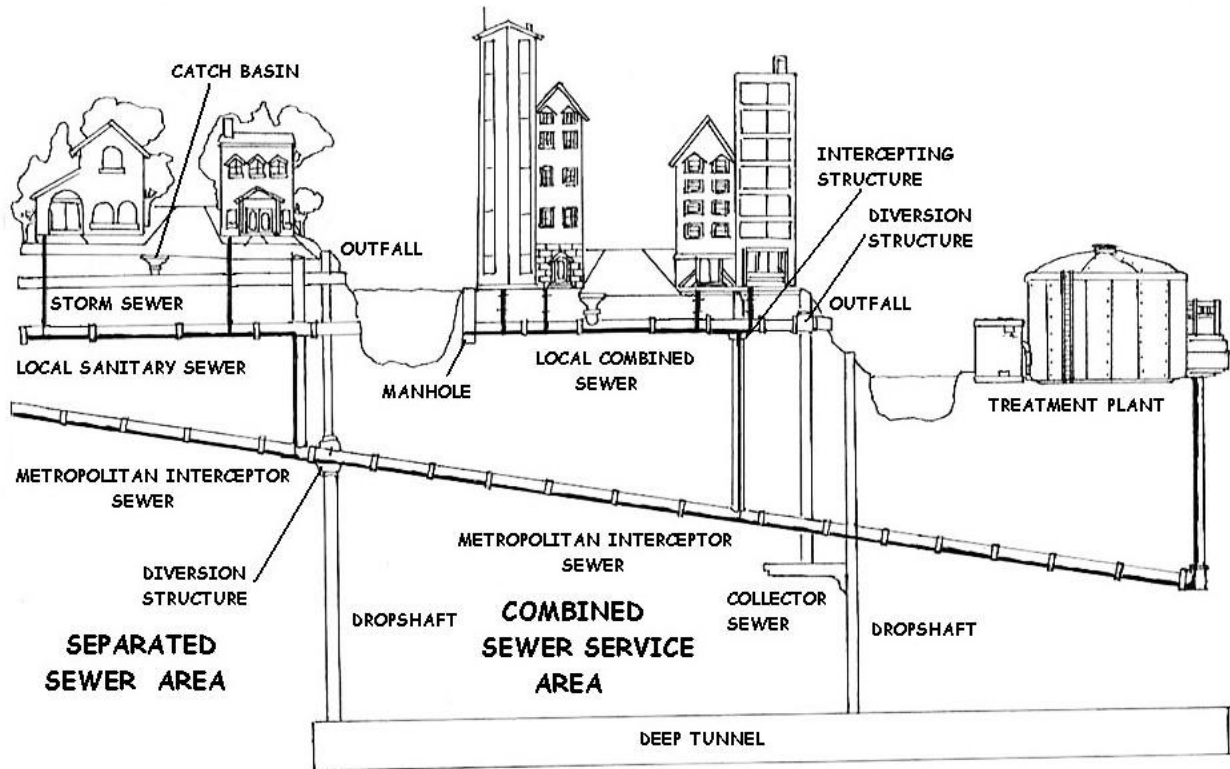 CATCH BASIN
INTERCEPTING
STRUCTURE
DIVERSION
STRUCTURE
OUTFALL
STORM SEWER
OUTFALL
LOCAL SANITARY SEWER
MANHOLE
LOCAL COMBINED
SEWER
TREATMENT PLANT
METROPOLITAN INTERCEPTOR
SEWER
METROPOLITAN INTERCEPTOR
SEWER
DIVERSION
STRUCTURE
DROPSHAFT
COLLECTOR
SEWER
DROPSHAFT
SEPARATED
SEWER AREA
COMBINED
SEWER SERVICE
AREA
DEEP TUNNEL